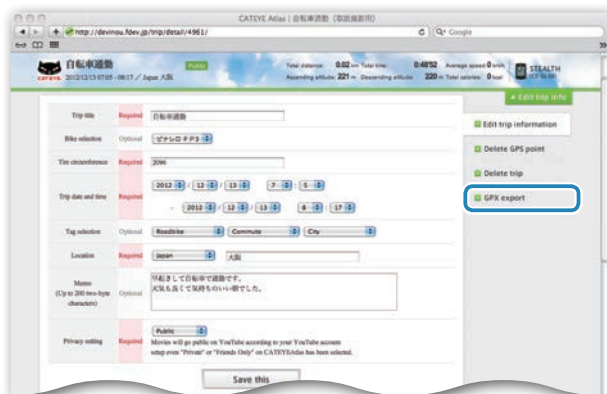 CATEYE Atlas | 自転車通勤 (取説撮影用)
http://devinou.fdev.jp/trip/detail/4961/
Google
CATEYE
自転車通勤
Public
2012/12/13 07:05 - 08:17 / Japan 大阪
Total distance: 0.02 km Total time: 0:48'52 Average speed 0 km/h
Ascending altitude: 221 m Descending altitude: 220 m Total calories: 0 kcal
STEALTH
Edit trip info
Trip title Required 自転車通勤
Bike selection Optional ピナレロ F P3
Tire circumference Required 2096
Trip date and time Required 2012 / 12 / 13 7 : 5
- 2012 / 12 / 13 8 : 17
Tag selection Optional Roadbike Commute City
Location Required Japan 大阪
Memo
(Up to 200 two-byte
characters)
Optional
早起きして自転車で通勤です。
天気も良くて気持ちのいい朝でした。
Privacy setting Required Public
Movies will go public on YouTube according to your YouTube account
setup even "Private" or "Friends Only" on CATEYEAtlas has been selected.
Save this
Edit trip information
Delete GPS point
Delete trip
GPX export